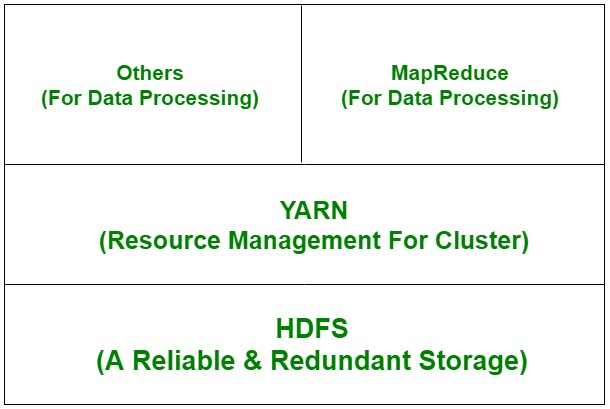 Others
(For Data Processing)
MapReduce
(For Data Processing)
YARN
(Resource Management For Cluster)
HDFS
(A Reliable & Redundant Storage)